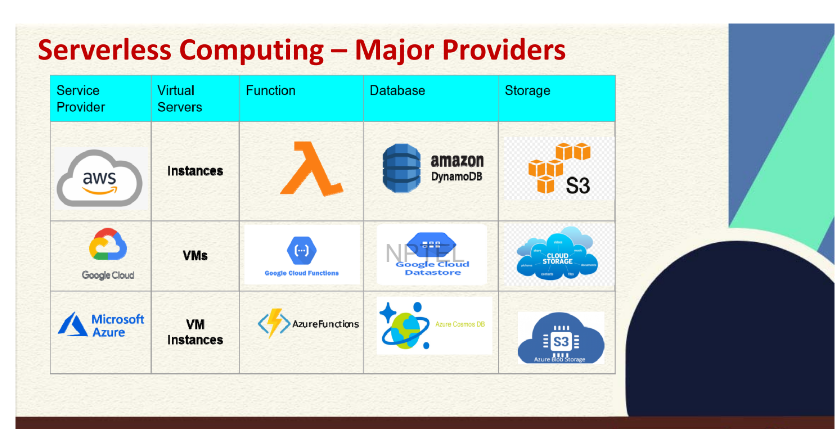 Serverless Computing – Major Providers
Service Provider
Virtual Servers
Function
Database
Storage
aws
Instances
amazon
DynamoDB
S3
Google Cloud
VMs
Google Cloud Functions
NPTEL
Google Cloud
Datastore
CLOUD
STORAGE
Microsoft
Azure
VM
Instances
AzureFunctions
Azure Cosmos DB
S3
Azure Blob Storage